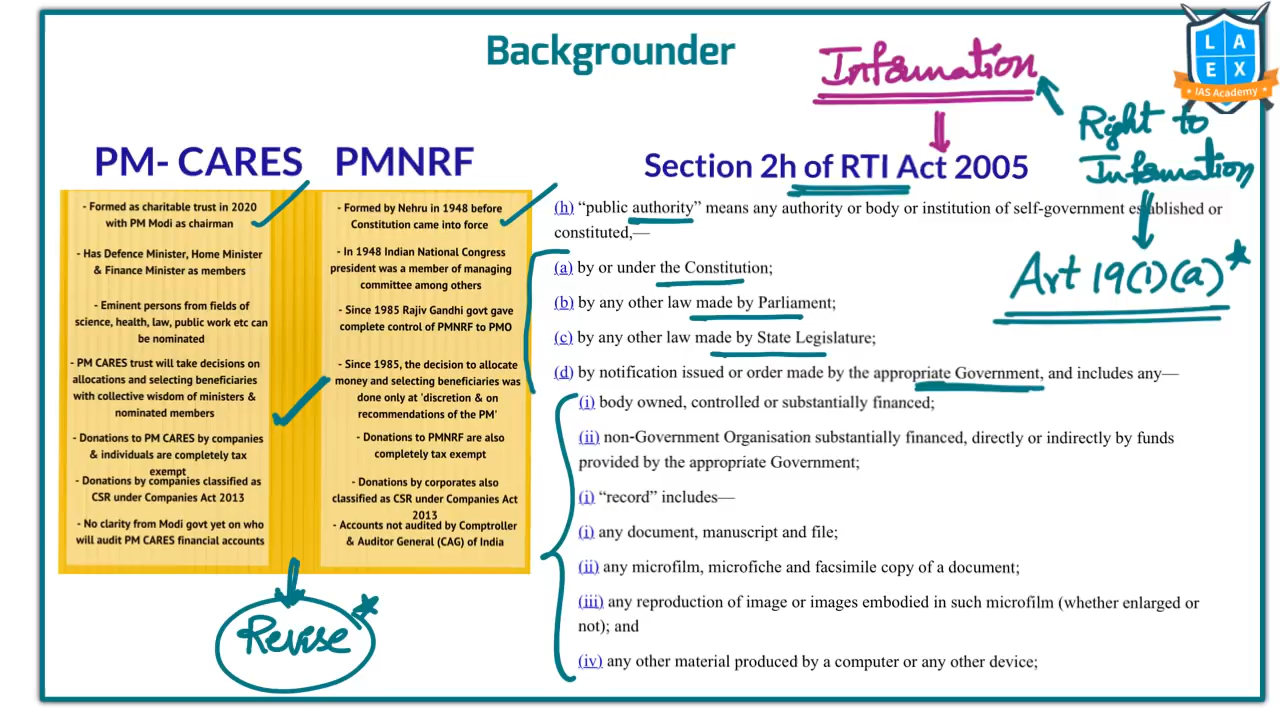 Backgrounder
Information
L A
E X
IAS Academy
Right to
Information
Art 19(1)(a)*
PM- CARES
- Formed as charitable trust in 2020
with PM Modi as chairman
- Has Defence Minister, Home Minister
& Finance Minister as members
- Eminent persons from fields of
science, health, law, public work etc can
be nominated
- PM CARES trust will take decisions on
allocations and selecting beneficiaries
with collective wisdom of ministers &
nominated members
- Donations to PM CARES by companies
& individuals are completely tax
exempt
- Donations by companies classified as
CSR under Companies Act 2013
- No clarity from Modi govt yet on who
will audit PM CARES financial accounts
PMNRF
- Formed by Nehru in 1948 before
Constitution came into force
- In 1948 Indian National Congress
president was a member of managing
committee among others
- Since 1985 Rajiv Gandhi govt gave
complete control of PMNRF to PMO
- Since 1985, the decision to allocate
money and selecting beneficiaries was
done only at 'discretion & on
recommendations of the PM'
- Donations to PMNRF are also
completely tax exempt
- Donations by corporates also
classified as CSR under Companies Act
2013
- Accounts not audited by Comptroller
& Auditor General (CAG) of India
Revise*
Section 2h of RTI Act 2005
(h) “public authority” means any authority or body or institution of self-government established or
constituted,—
(a) by or under the Constitution;
(b) by any other law made by Parliament;
(c) by any other law made by State Legislature;
(d) by notification issued or order made by the appropriate Government, and includes any—
(i) body owned, controlled or substantially financed;
(ii) non-Government Organisation substantially financed, directly or indirectly by funds
provided by the appropriate Government;
(i) “record” includes—
(i) any document, manuscript and file;
(ii) any microfilm, microfiche and facsimile copy of a document;
(iii) any reproduction of image or images embodied in such microfilm (whether enlarged or
not); and
(iv) any other material produced by a computer or any other device;